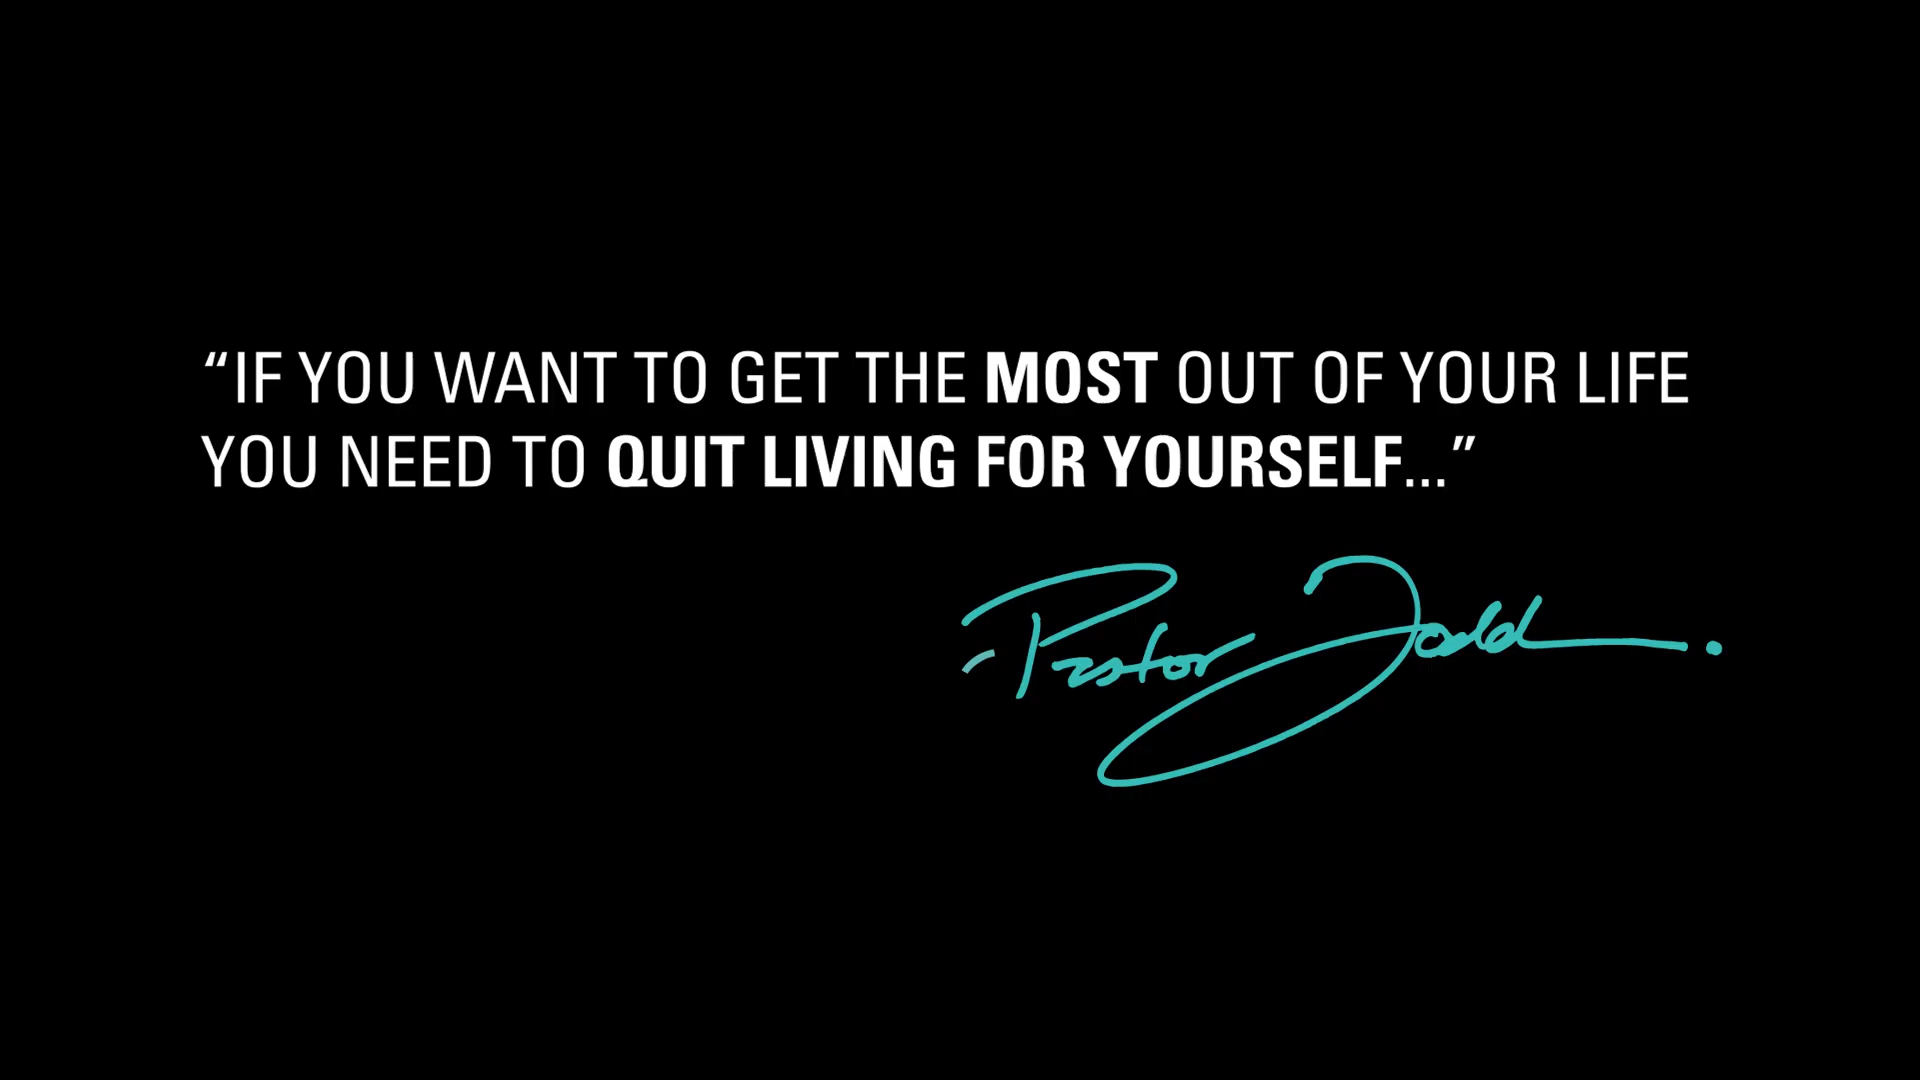 “IF YOU WANT TO GET THE MOST OUT OF YOUR LIFE
YOU NEED TO QUIT LIVING FOR YOURSELF...”
- Pastor Todd.